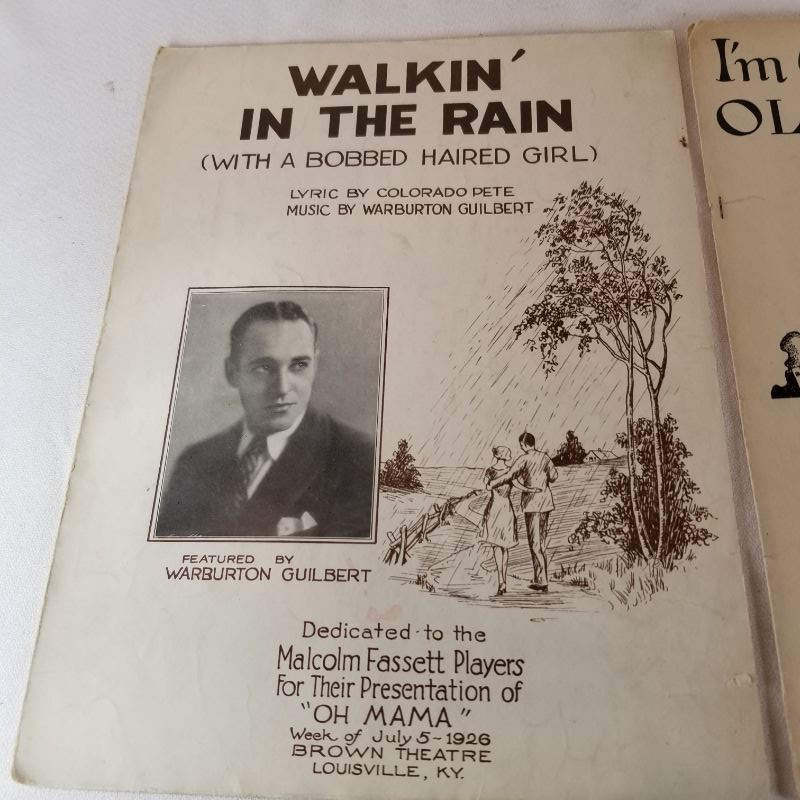 WALKIN'
IN THE RAIN
(WITH A BOBBED HAIRED GIRL)
LYRIC BY COLORADO PETE
MUSIC BY WARBURTON GUILBERT
FEATURED BY
WARBURTON GUILBERT
Dedicated to the
Malcolm Fassett Players
For Their Presentation of
"OH MAMA"
Week of July 5-1926
BROWN THEATRE
LOUISVILLE, KY.
I'm